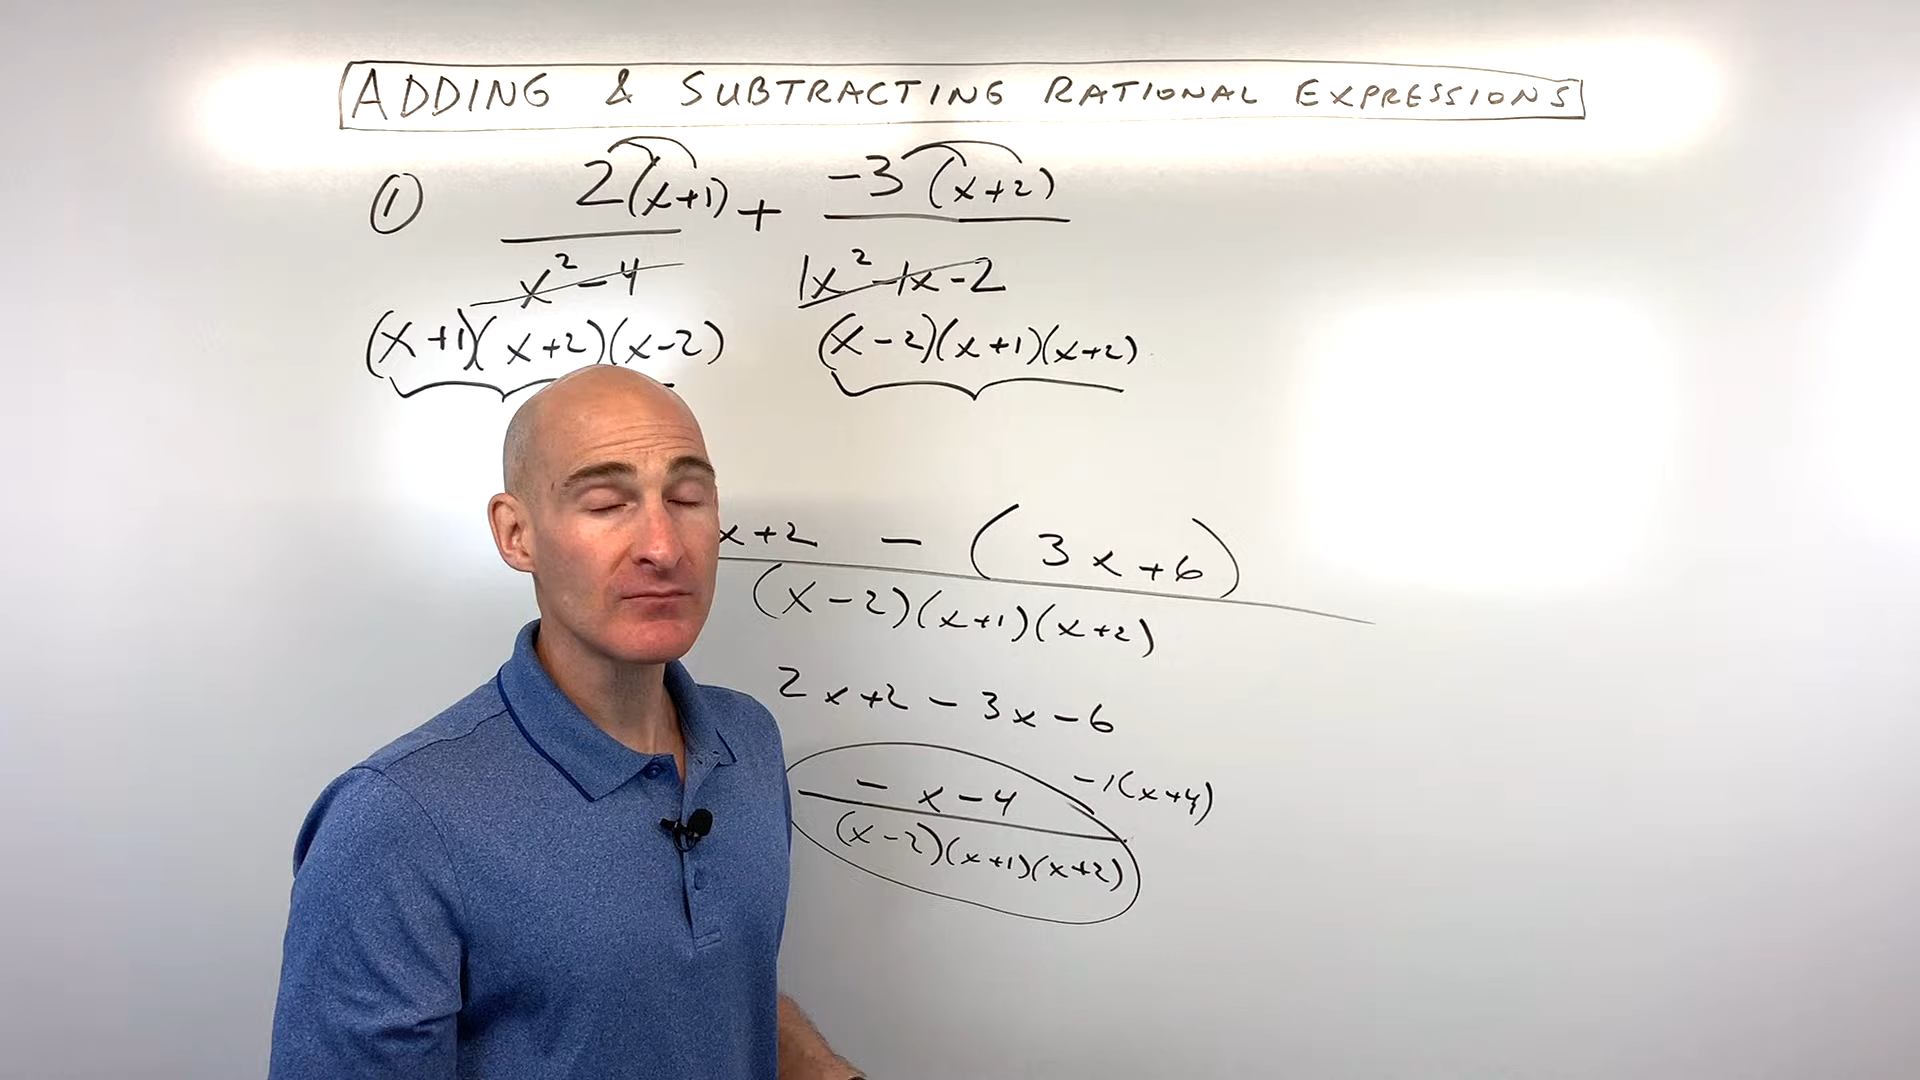 ADDING & SUBTRACTING RATIONAL EXPRESSIONS
① 2(x+1) + -3(x+2)
x²-4 1x²-1x-2
(x+1)(x+2)(x-2) (x-2)(x+1)(x+2)
x+2 - (3x+6)
(x-2)(x+1)(x+2)
2x+2-3x-6
-x-4 -1(x+4)
(x-2)(x+1)(x+2)